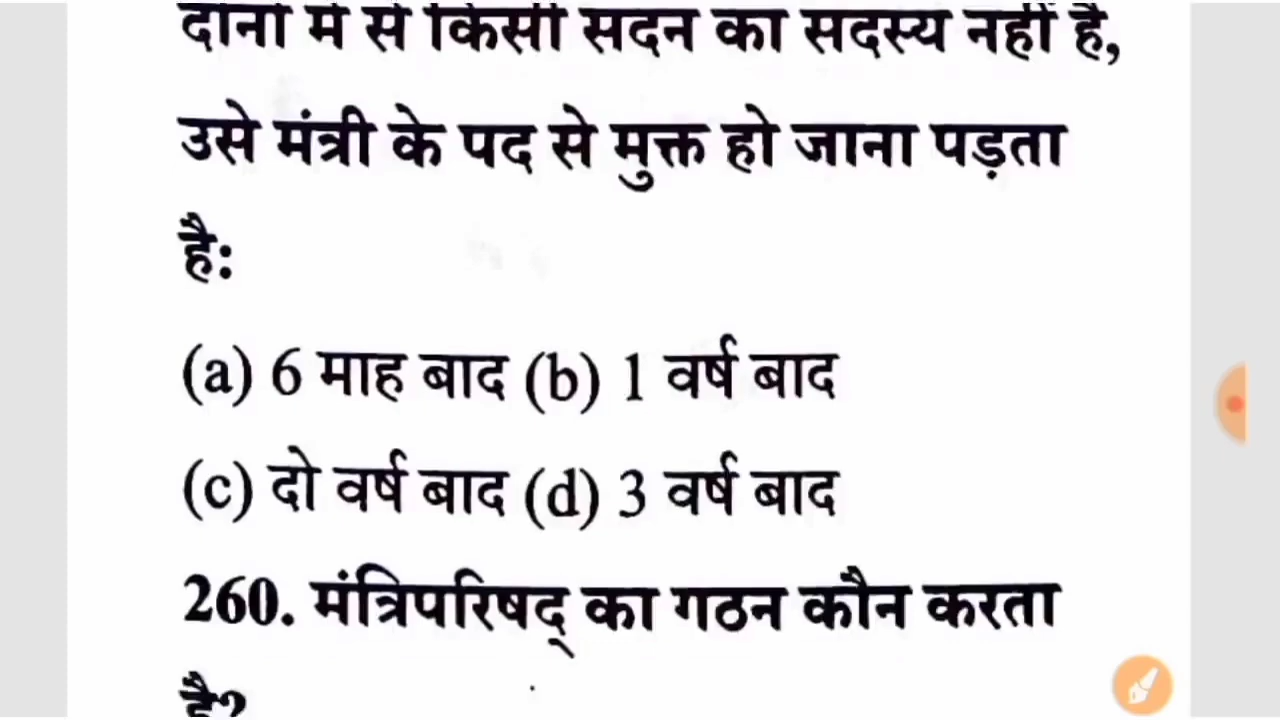 दोनों में से किसी सदन का सदस्य नहीं है,
उसे मंत्री के पद से मुक्त हो जाना पड़ता
है:
(a) 6 माह बाद (b) 1 वर्ष बाद
(c) दो वर्ष बाद (d) 3 वर्ष बाद
260. मंत्रिपरिषद् का गठन कौन करता
है?